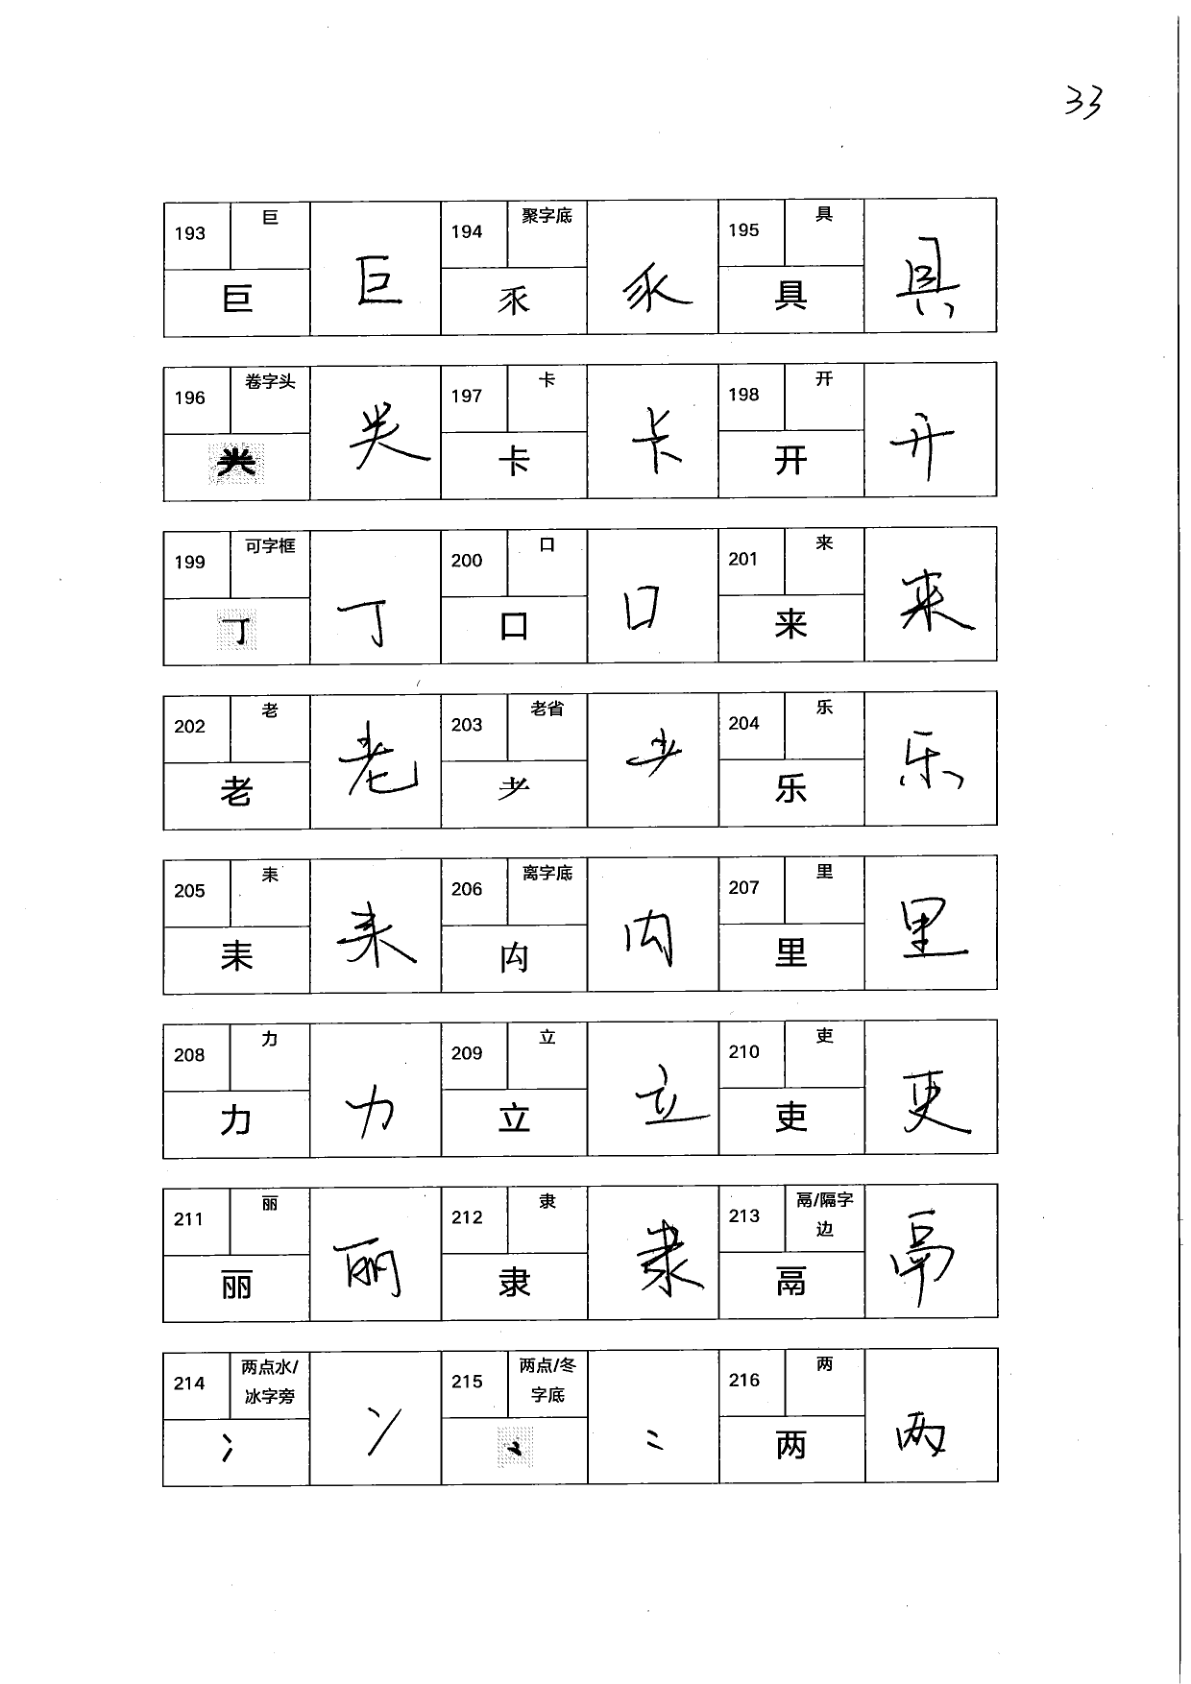 33
193 巨 巨 巨 194 聚字底 乑 乑 195 具 具 具
196 卷字头 龹 龹 197 卡 卡 卡 198 开 开 开
199 可字框 丁 丁 200 口 口 口 201 来 来 来
202 老 老 老 203 老省 耂 耂 204 乐 乐 乐
205 耒 耒 耒 206 离字底 禸 禸 207 里 里 里
208 力 力 力 209 立 立 立 210 吏 吏 吏
211 丽 丽 丽 212 隶 隶 隶 213 鬲/隔字边 鬲 鬲
214 两点水/冰字旁 冫 冫 215 两点/冬字底 ⺀ ⺀ 216 两 两 两